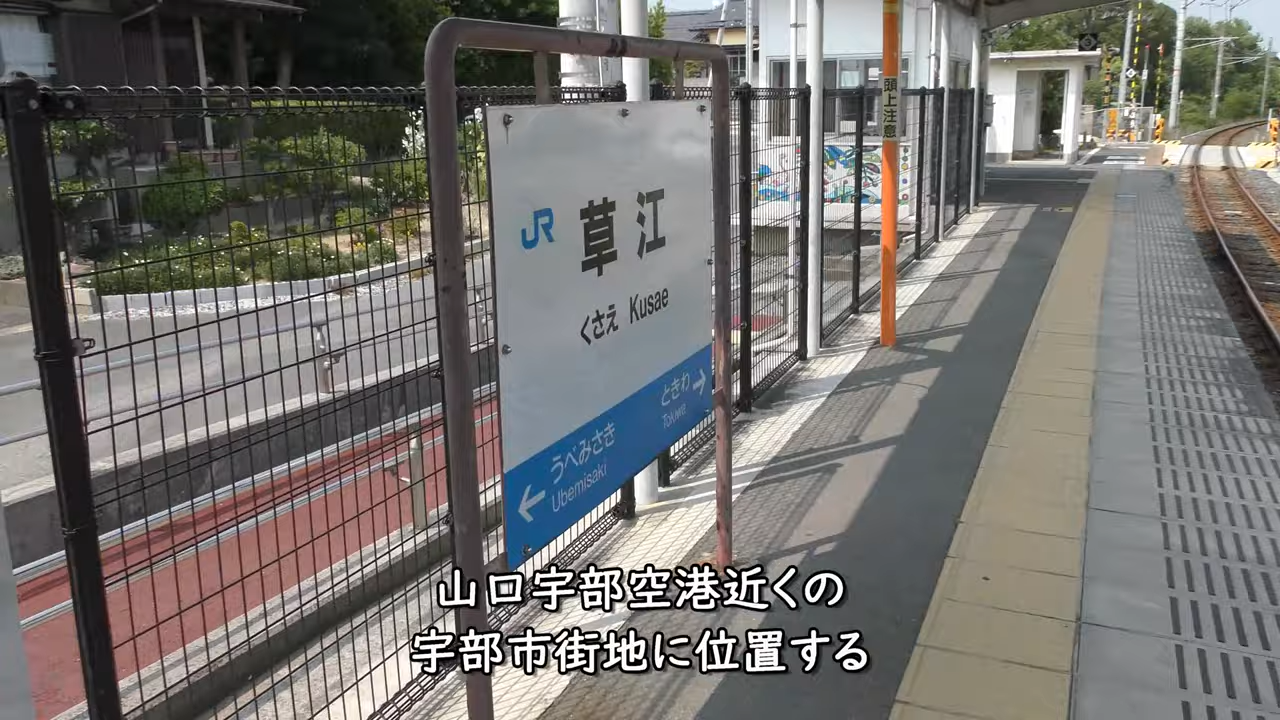 JR 草江
くさえ Kusae
ときわ →
Tokiwa
← うべみさき
Ubemisaki
頭上注意
山口宇部空港近くの
宇部市街地に位置する